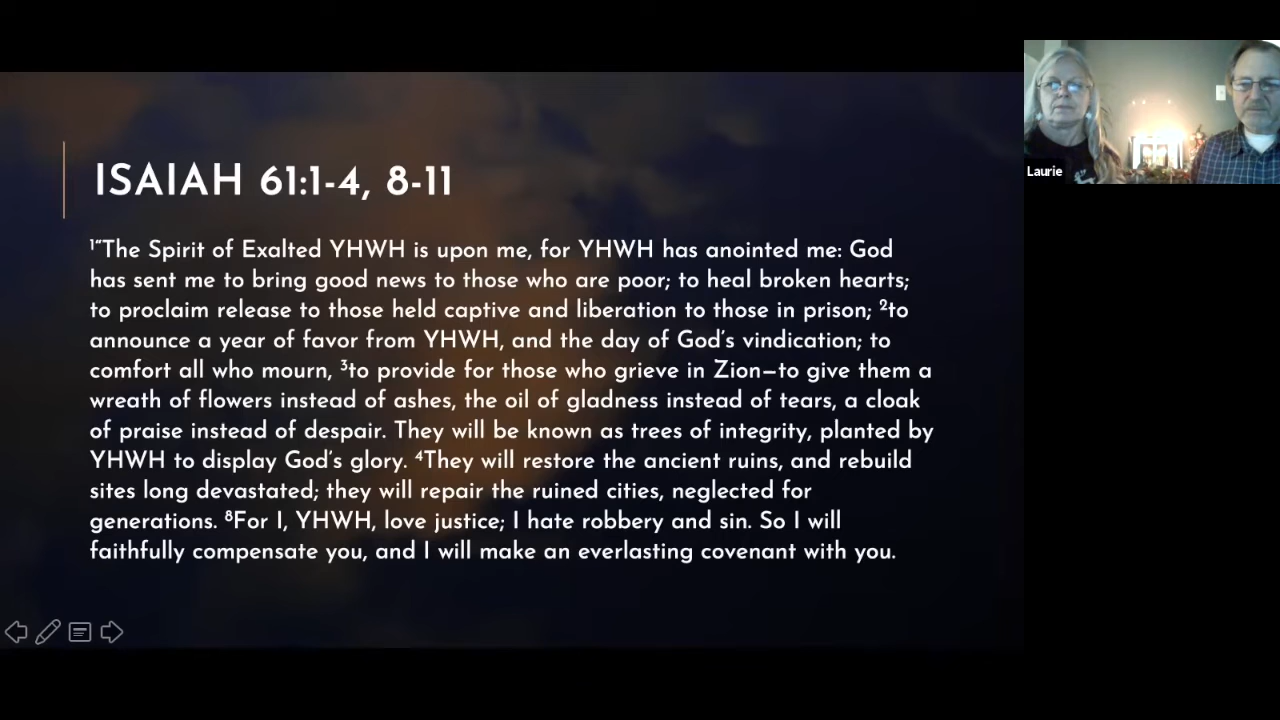 ISAIAH 61:1-4, 8-11
¹“The Spirit of Exalted YHWH is upon me, for YHWH has anointed me: God
has sent me to bring good news to those who are poor; to heal broken hearts;
to proclaim release to those held captive and liberation to those in prison; ²to
announce a year of favor from YHWH, and the day of God’s vindication; to
comfort all who mourn, ³to provide for those who grieve in Zion—to give them a
wreath of flowers instead of ashes, the oil of gladness instead of tears, a cloak
of praise instead of despair. They will be known as trees of integrity, planted by
YHWH to display God’s glory. ⁴They will restore the ancient ruins, and rebuild
sites long devastated; they will repair the ruined cities, neglected for
generations. ⁸For I, YHWH, love justice; I hate robbery and sin. So I will
faithfully compensate you, and I will make an everlasting covenant with you.
Laurie